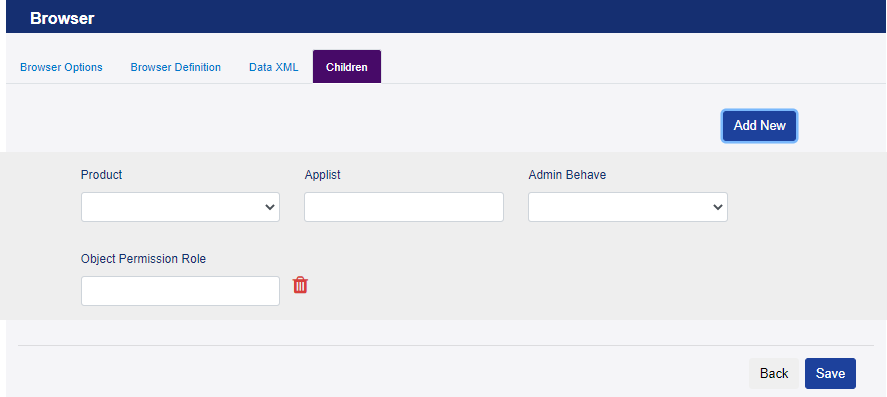 Browser
Browser Options Browser Definition Data XML Children
Add New
Product Applist Admin Behave
Object Permission Role
Back Save